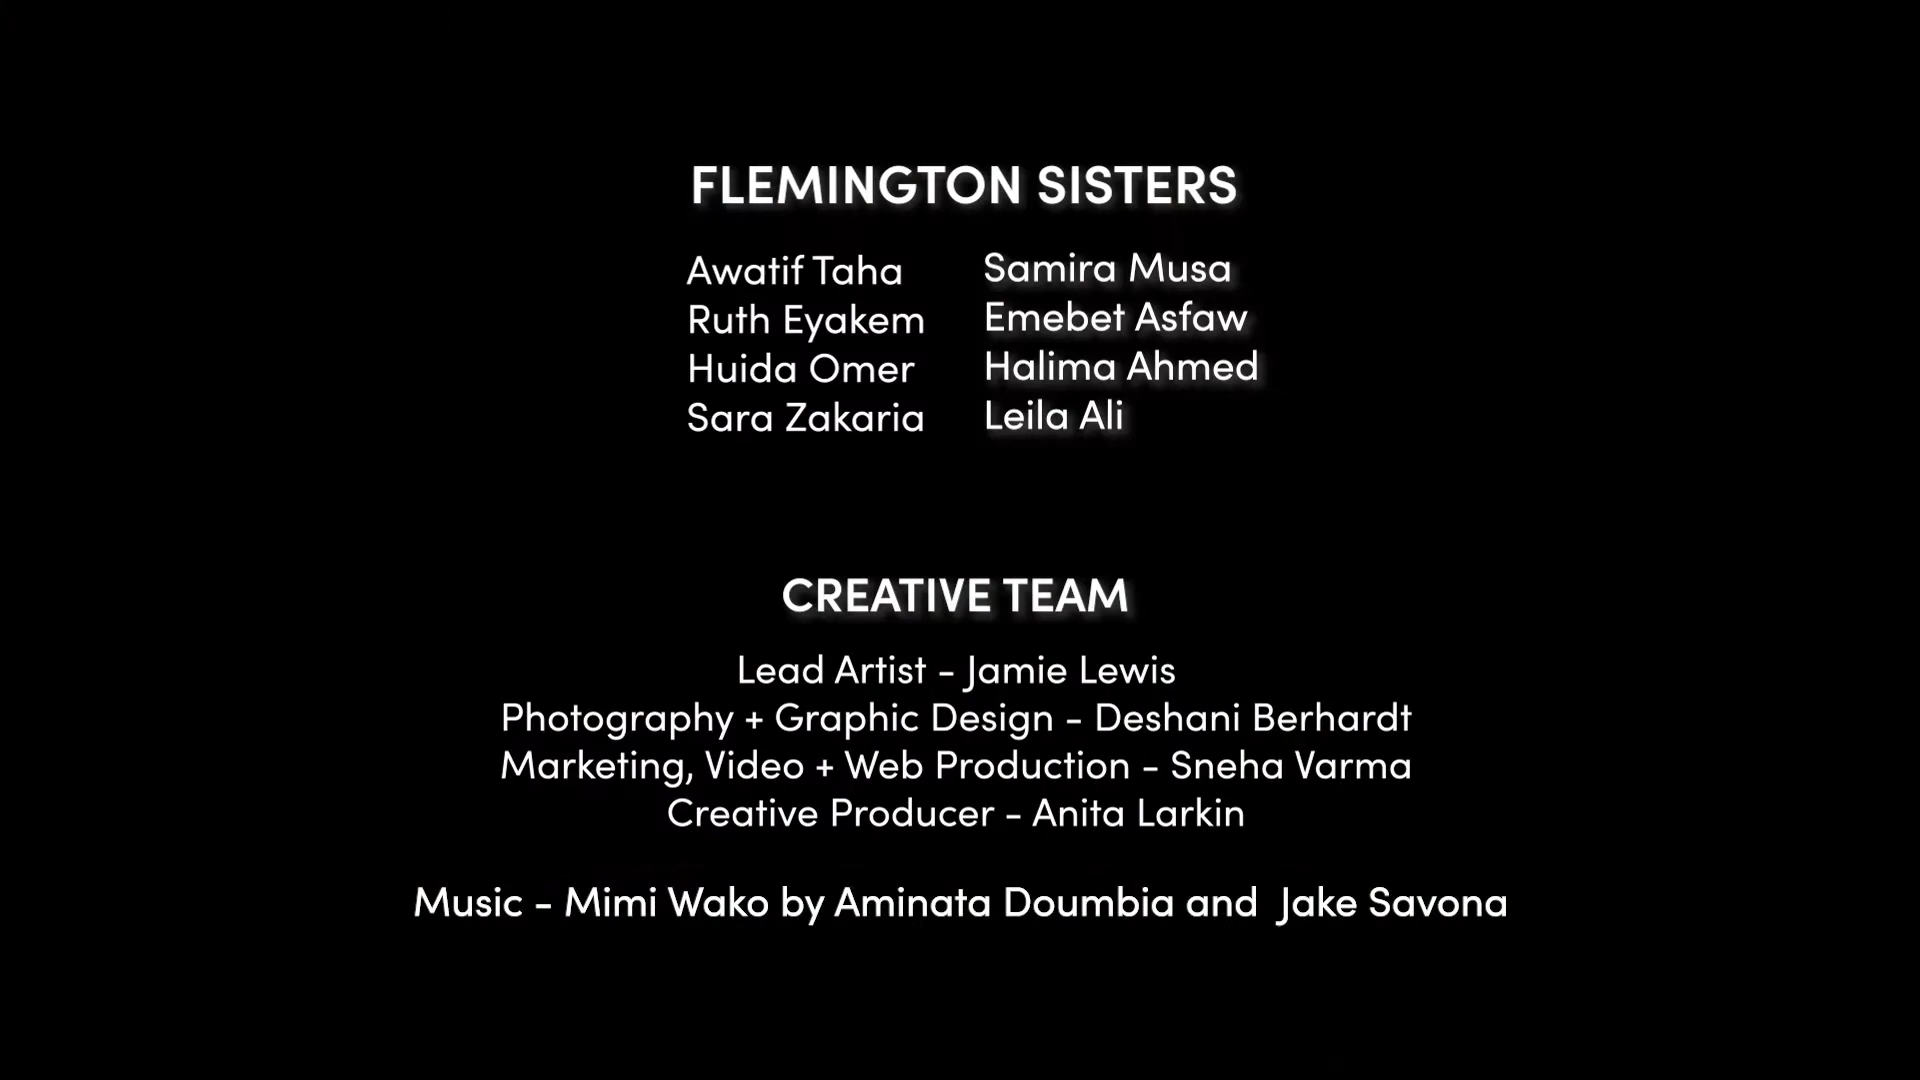 FLEMINGTON SISTERS
Awatif Taha
Ruth Eyakem
Huida Omer
Sara Zakaria
Samira Musa
Emebet Asfaw
Halima Ahmed
Leila Ali
CREATIVE TEAM
Lead Artist - Jamie Lewis
Photography + Graphic Design - Deshani Berhardt
Marketing, Video + Web Production - Sneha Varma
Creative Producer - Anita Larkin
Music - Mimi Wako by Aminata Doumbia and  Jake Savona